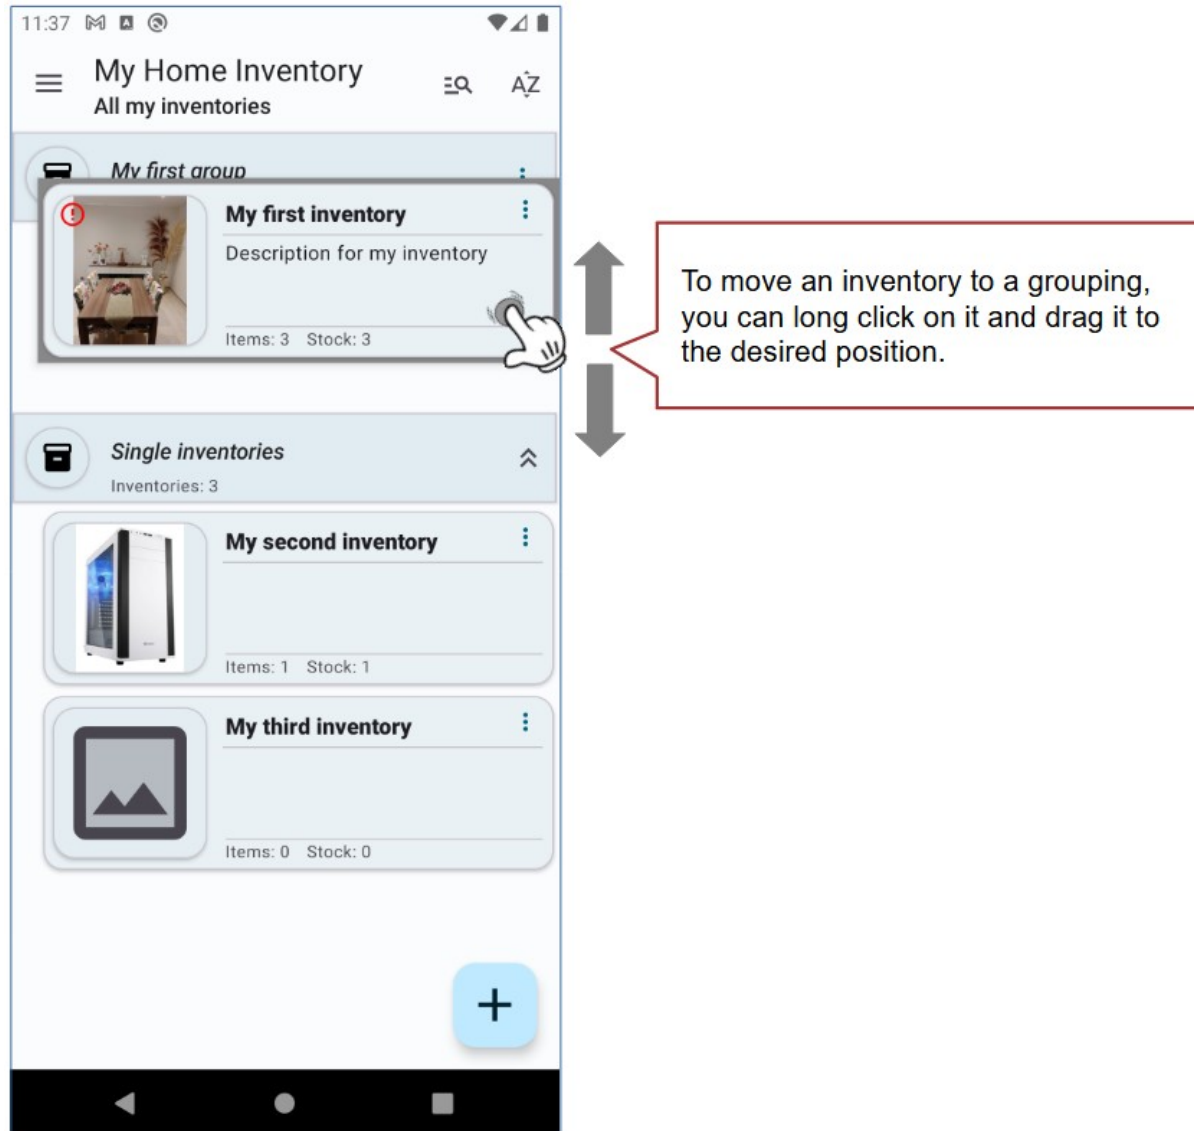 11:37
My Home Inventory
All my inventories
AZ
My first group
My first inventory
Description for my inventory
Items: 3 Stock: 3
To move an inventory to a grouping,
you can long click on it and drag it to
the desired position.
Single inventories
Inventories: 3
My second inventory
Items: 1 Stock: 1
My third inventory
Items: 0 Stock: 0